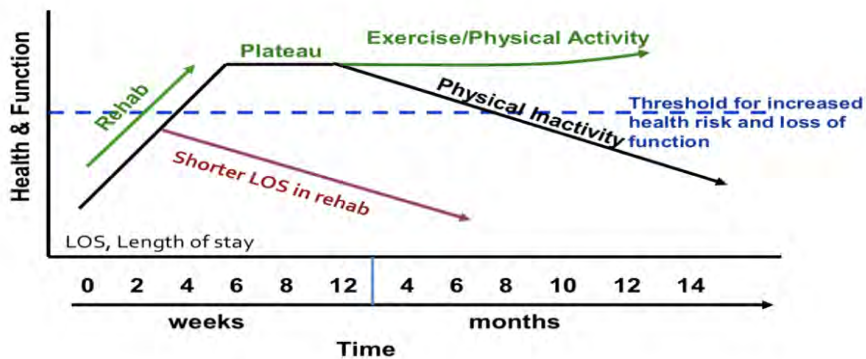 Health & Function
Rehab
Plateau
Exercise/Physical Activity
Physical Inactivity
Threshold for increased
health risk and loss of
function
Shorter LOS in rehab
LOS, Length of stay
0 2 4 6 8 12 4 6 8 10 12 14
weeks months
Time